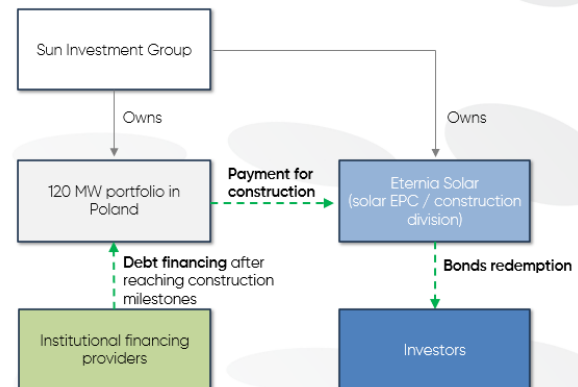 Sun Investment Group
Owns
Owns
120 MW portfolio in
Poland
Payment for
construction
Eternia Solar
(solar EPC / construction
division)
Debt financing after
reaching construction
milestones
Bonds redemption
Institutional financing
providers
Investors